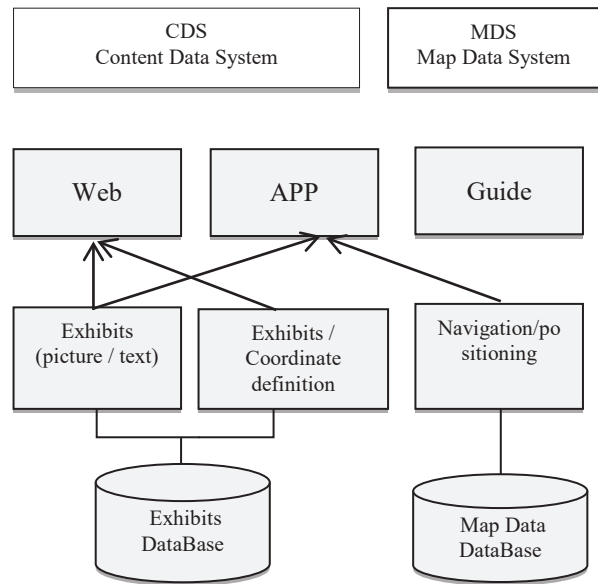 CDS
Content Data System
MDS
Map Data System
Web
APP
Guide
Exhibits
(picture / text)
Exhibits /
Coordinate
definition
Navigation/po
sitioning
Exhibits
DataBase
Map Data
DataBase